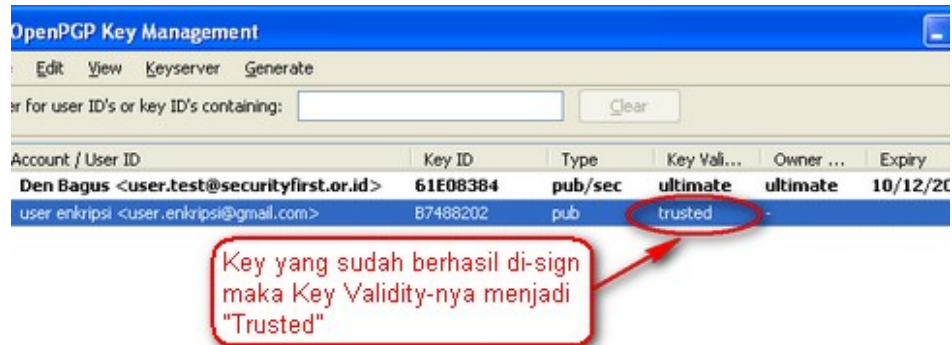 OpenPGP Key Management
Edit View Keyserver Generate
er for user ID's or key ID's containing: Clear
Account / User ID Key ID Type Key Vali... Owner ... Expiry
Den Bagus <user.test@securityfirst.or.id> 61E08384 pub/sec ultimate ultimate 10/12/20
user enkripsi <user.enkripsi@gmail.com> B7488202 pub trusted -
Key yang sudah berhasil di-sign
maka Key Validity-nya menjadi
"Trusted"